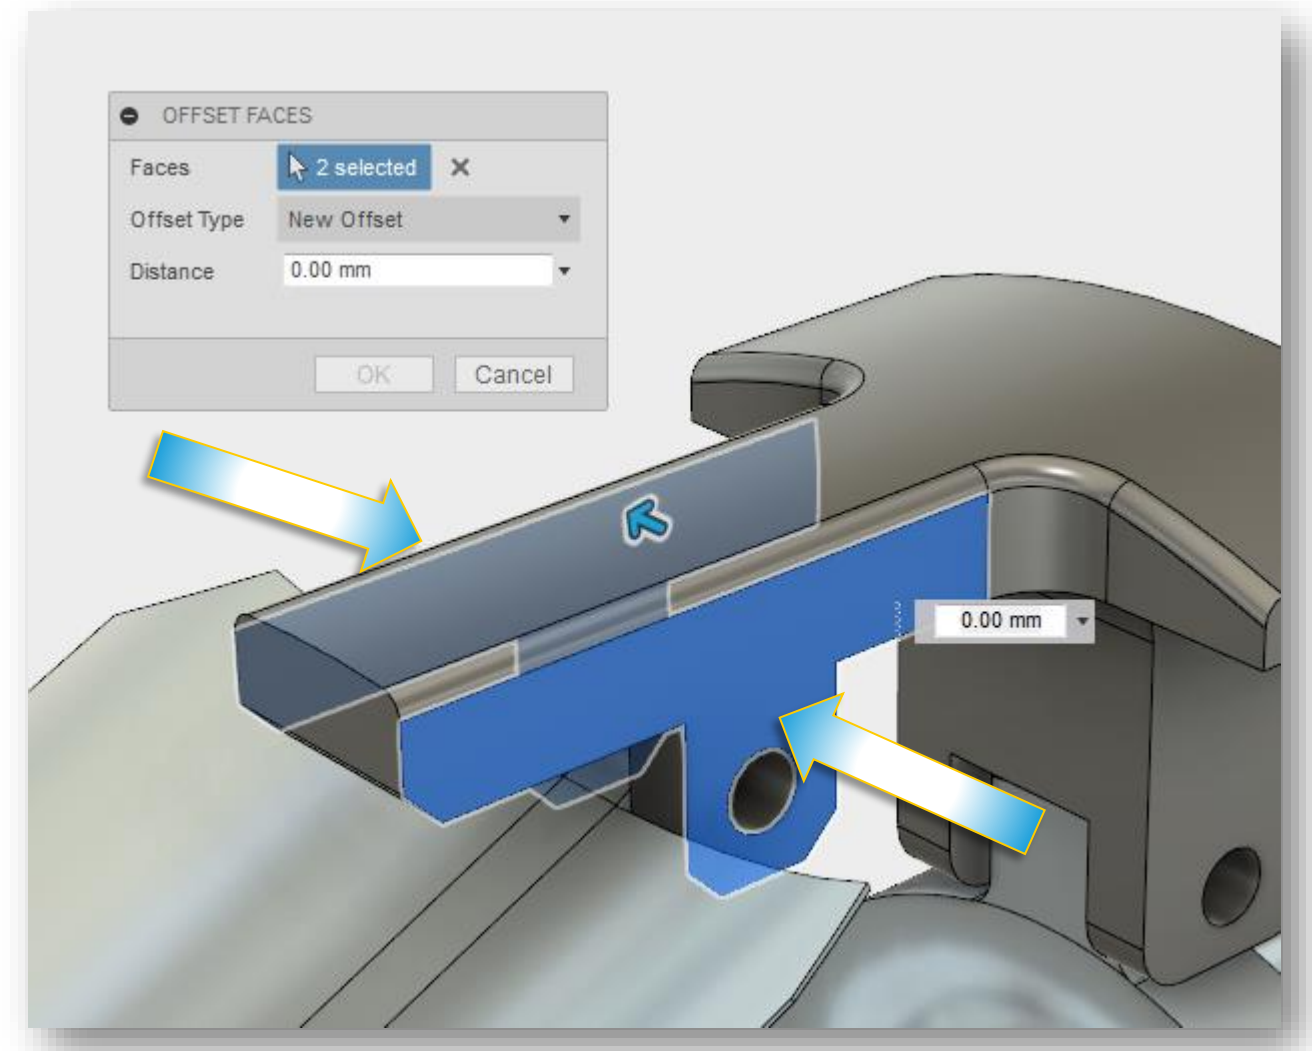 OFFSET FACES
Faces 2 selected
Offset Type New Offset
Distance 0.00 mm
OK Cancel
0.00 mm